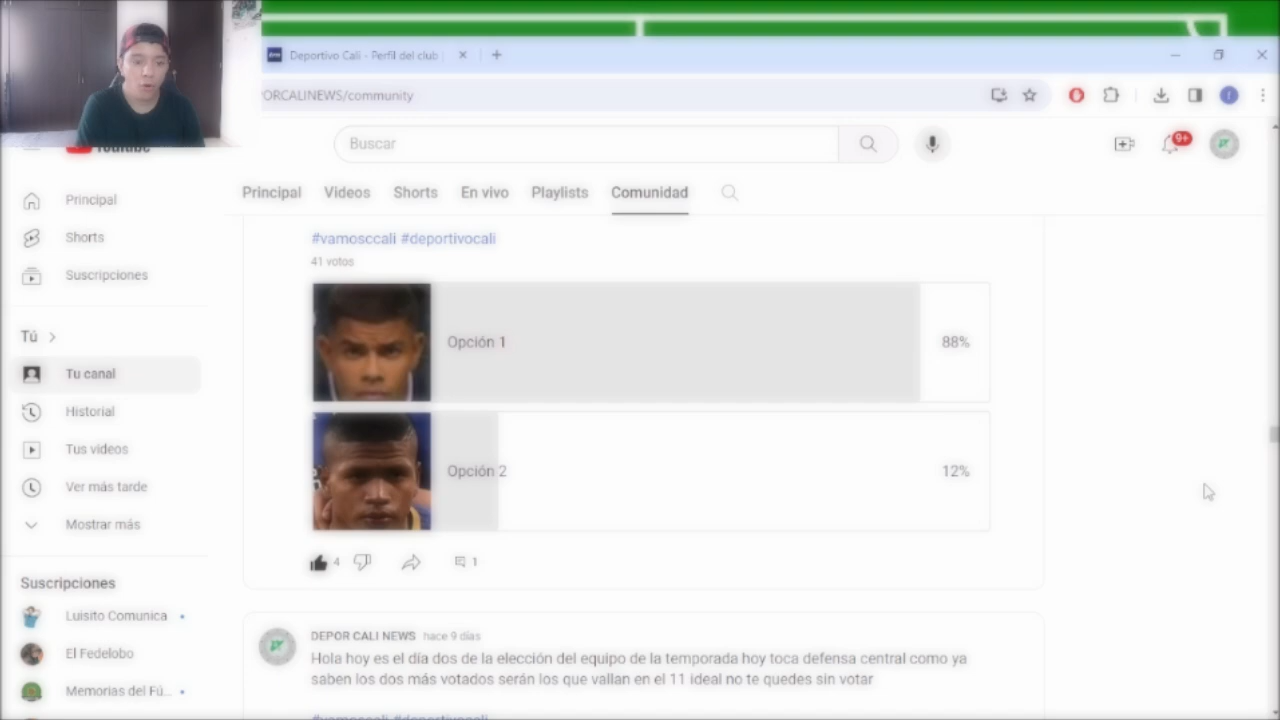 Deportivo Cali - Perfil del club
ORCALINEWS/community
Buscar
9+
Principal Videos Shorts En vivo Playlists Comunidad
Principal
Shorts
Suscripciones
Tú
Tu canal
Historial
Tus videos
Ver más tarde
Mostrar más
Suscripciones
Luisito Comunica
El Fedelobo
Memorias del Fú...
#vamosccali #deportivocali
41 votos
Opción 1 88%
Opción 2 12%
4 1
DEPOR CALI NEWS hace 9 días
Hola hoy es el día dos de la elección del equipo de la temporada hoy toca defensa central como ya
saben los dos más votados serán los que vallan en el 11 ideal no te quedes sin votar
#vamoscali #deportivocali